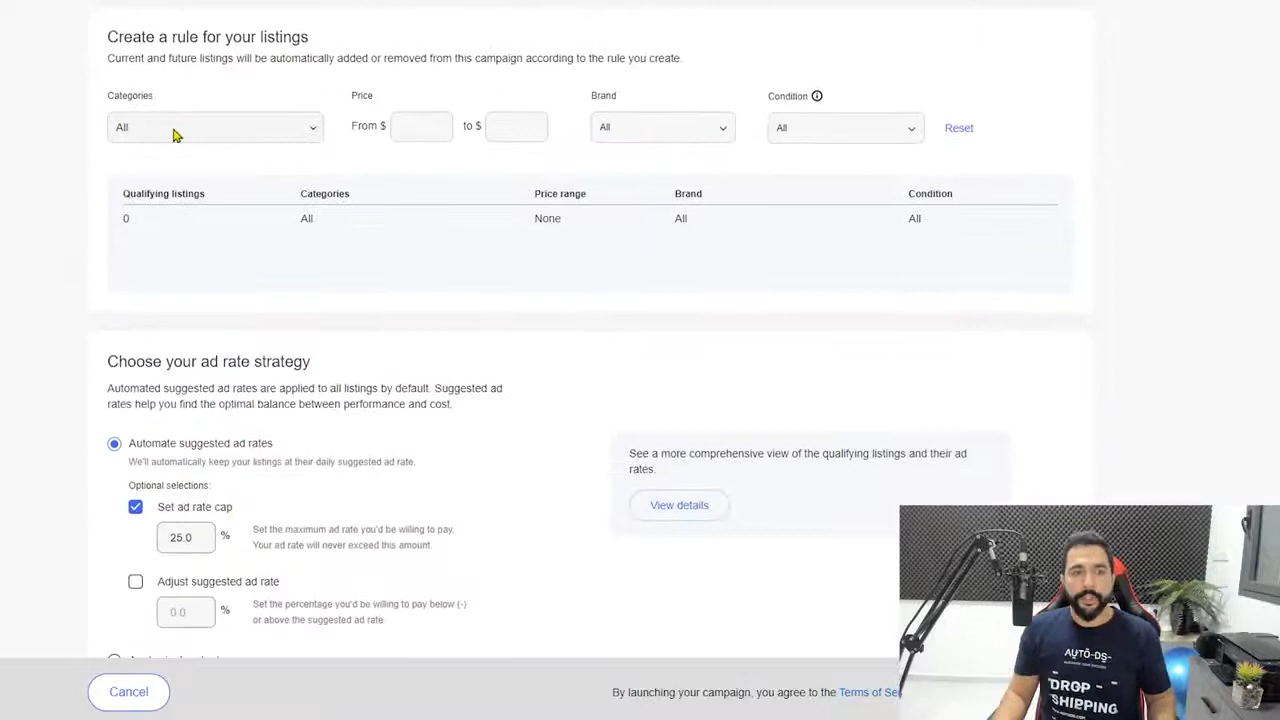 Create a rule for your listings
Current and future listings will be automatically added or removed from this campaign according to the rule you create.
Categories Price Brand Condition
All From $ to $ All All Reset
Qualifying listings Categories Price range Brand Condition
0 All None All All
Choose your ad rate strategy
Automated suggested ad rates are applied to all listings by default. Suggested ad
rates help you find the optimal balance between performance and cost.
Automate suggested ad rates
We'll automatically keep your listings at their daily suggested ad rate.
Optional selections:
Set ad rate cap
25.0 %
Set the maximum ad rate you'd be willing to pay.
Your ad rate will never exceed this amount.
Adjust suggested ad rate
0.0 %
Set the percentage you'd be willing to pay below (-)
or above the suggested ad rate
See a more comprehensive view of the qualifying listings and their ad
rates.
View details
Cancel
By launching your campaign, you agree to the Terms of Se
AUTO-DS
DROP
SHIPPING